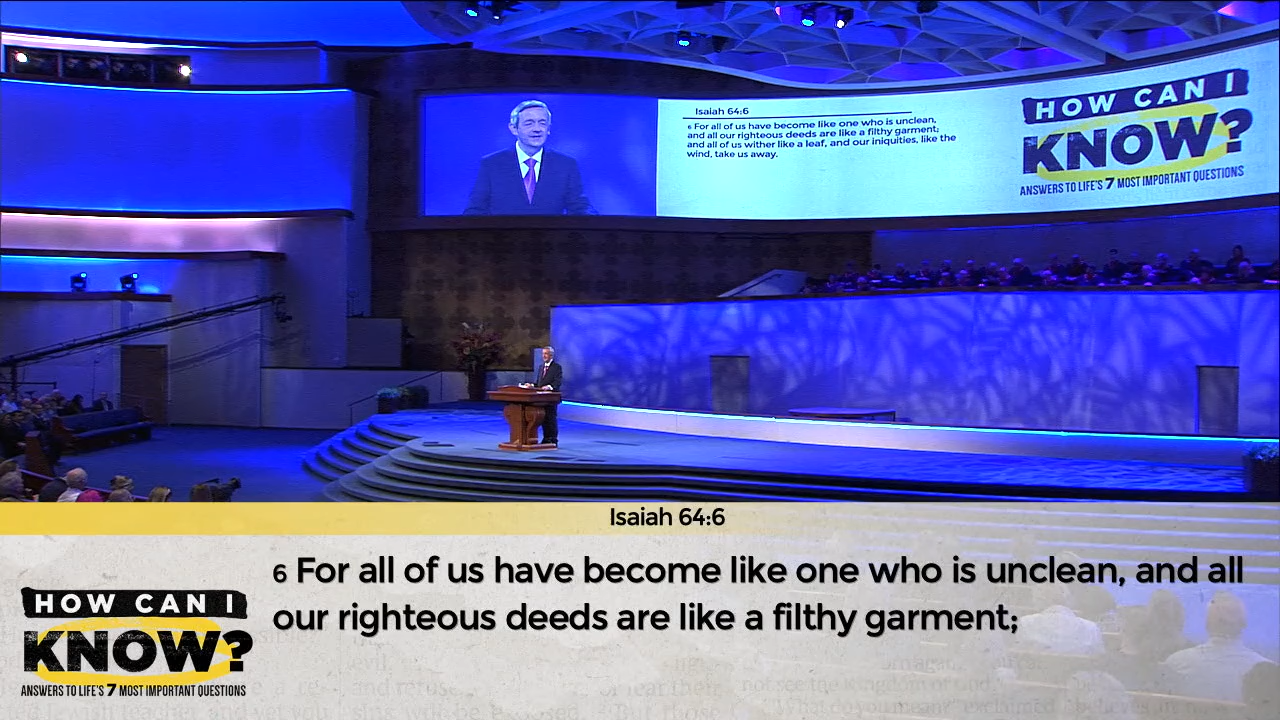 Isaiah 64:6
6 For all of us have become like one who is unclean,
and all our righteous deeds are like a filthy garment;
and all of us wither like a leaf, and our iniquities, like the
wind, take us away.
HOW CAN I
KNOW?
ANSWERS TO LIFE'S 7 MOST IMPORTANT QUESTIONS
Isaiah 64:6
6 For all of us have become like one who is unclean, and all
our righteous deeds are like a filthy garment;
HOW CAN I
KNOW?
ANSWERS TO LIFE'S 7 MOST IMPORTANT QUESTIONS